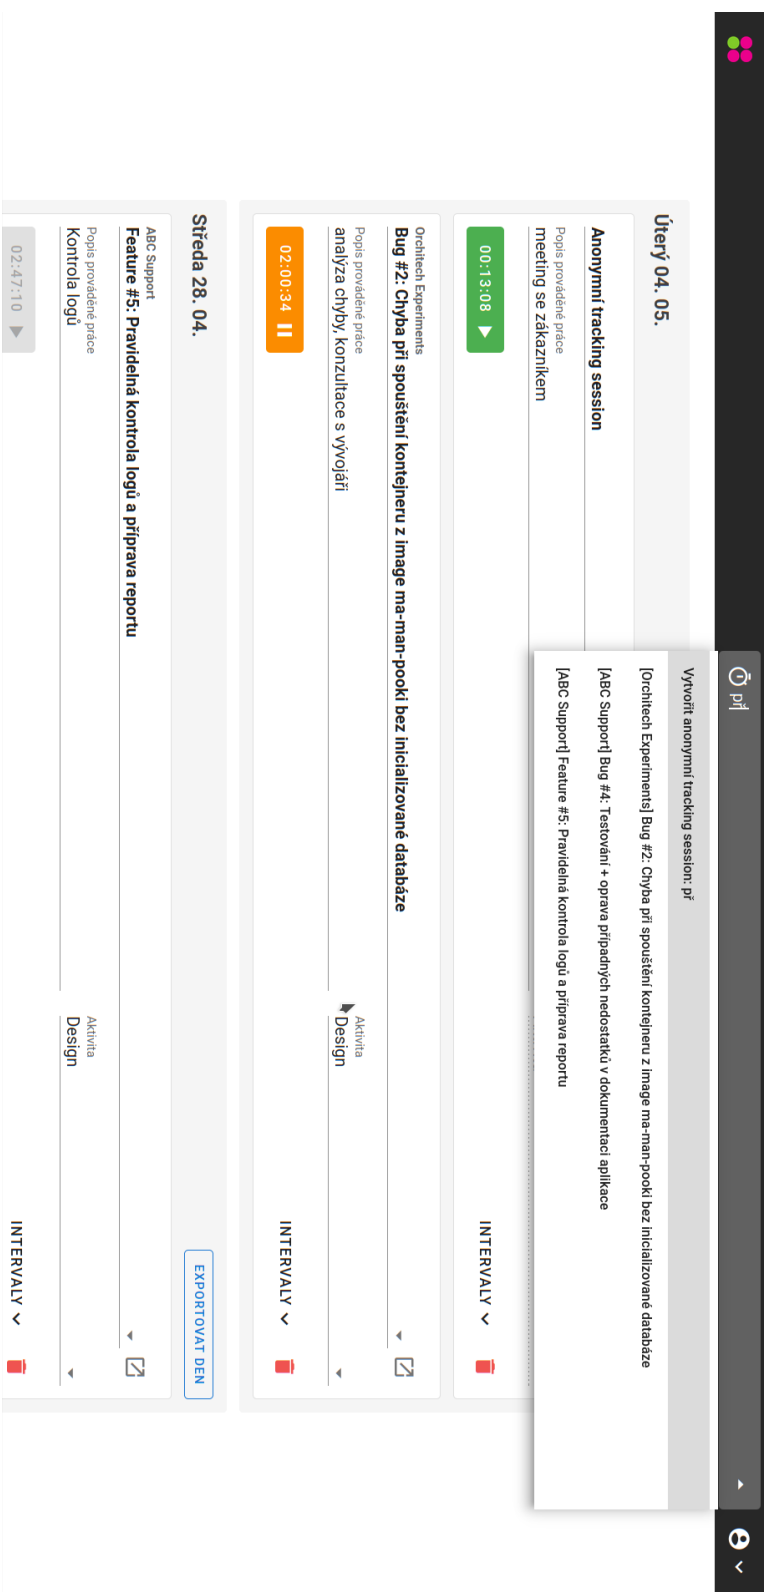 př
Vytvořit anonymní tracking session: př
[Orchitech Experiments] Bug #2: Chyba při spouštění kontejneru z image ma-man-pooki bez inicializované databáze
[ABC Support] Bug #4: Testování + oprava případných nedostatků v dokumentaci aplikace
[ABC Support] Feature #5: Pravidelná kontrola logů a příprava reportu
Úterý 04. 05.
Anonymní tracking session
Popis prováděné práce
meeting se zákazníkem
00:13:08
INTERVALY
Orchitech Experiments
Bug #2: Chyba při spouštění kontejneru z image ma-man-pooki bez inicializované databáze
Popis prováděné práce
Aktivita
analýza chyby, konzultace s vývojáři
Design
02:00:34
INTERVALY
Středa 28. 04.
EXPORTOVAT DEN
ABC Support
Feature #5: Pravidelná kontrola logů a příprava reportu
Popis prováděné práce
Aktivita
Kontrola logů
Design
02:47:10
INTERVALY